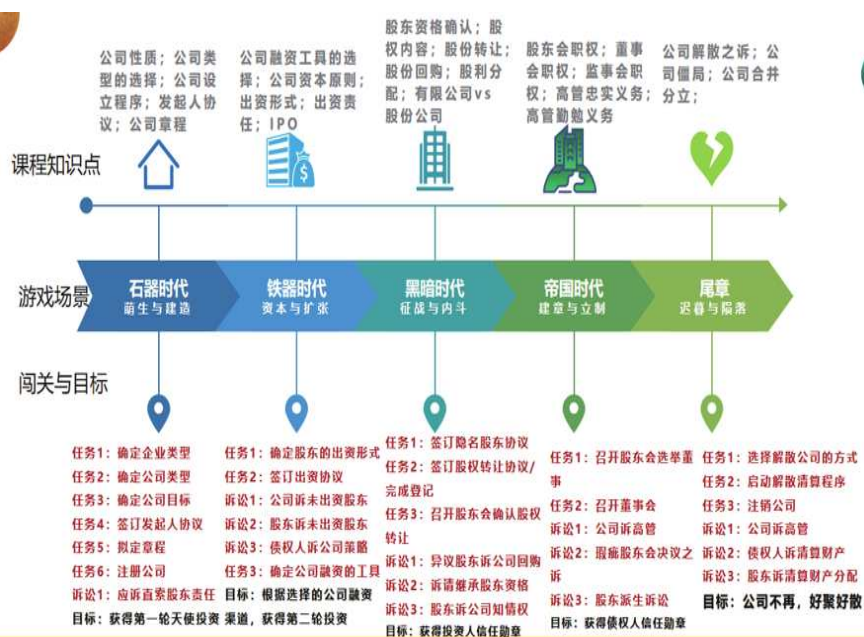 公司性质；公司类
型的选择；公司设
立程序；发起人协
议；公司章程
公司融资工具的选
择；公司资本原则；
出资形式；出资责
任；IPO
股东资格确认；股
权内容；股份转让；
股份回购；股利分
配；有限公司vs
股份公司
股东会职权；董事
会职权；监事会职
权；高管忠实义务；
高管勤勉义务
公司解散之诉；公
司僵局；公司合并
分立；
课程知识点
$
游戏场景
石器时代
萌生与建造
铁器时代
资本与扩张
黑暗时代
征战与内斗
帝国时代
建章与立制
尾章
迟暮与陨落
闯关与目标
任务1：确定企业类型
任务2：确定公司类型
任务3：确定公司目标
任务4：签订发起人协议
任务5：拟定章程
任务6：注册公司
诉讼1：应诉直索股东责任
目标：获得第一轮天使投资
任务1：确定股东的出资形式
任务2：签订出资协议
诉讼1：公司诉未出资股东
诉讼2：股东诉未出资股东
诉讼3：债权人诉公司策略
任务3：确定公司融资的工具
目标：根据选择的公司融资
渠道，获得第二轮投资
任务1：签订隐名股东协议
任务2：签订股权转让协议/
完成登记
任务3：召开股东会确认股权
转让
诉讼1：异议股东诉公司回购
诉讼2：诉请继承股东资格
诉讼3：股东诉公司知情权
目标：获得投资人信任勋章
任务1：召开股东会选举董
事
任务2：召开董事会
诉讼1：公司诉高管
诉讼2：瑕疵股东会决议之
诉
诉讼3：股东派生诉讼
目标：获得债权人信任勋章
任务1：选择解散公司的方式
任务2：启动解散清算程序
任务3：注销公司
诉讼1：公司诉高管
诉讼2：债权人诉清算财产
诉讼3：股东诉清算财产分配
目标：公司不再，好聚好散